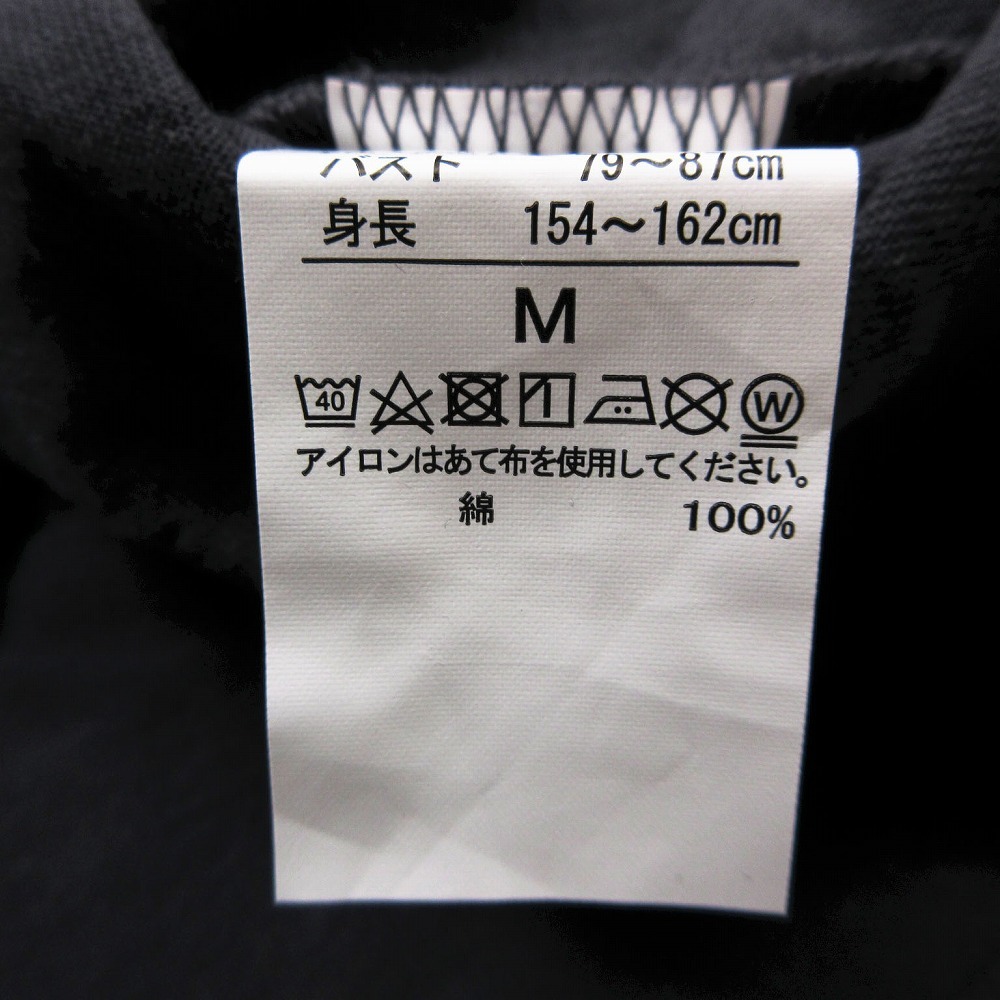 バスト 79～87cm
身長 154～162cm
M
40 W
アイロンはあて布を使用してください。
綿 100%